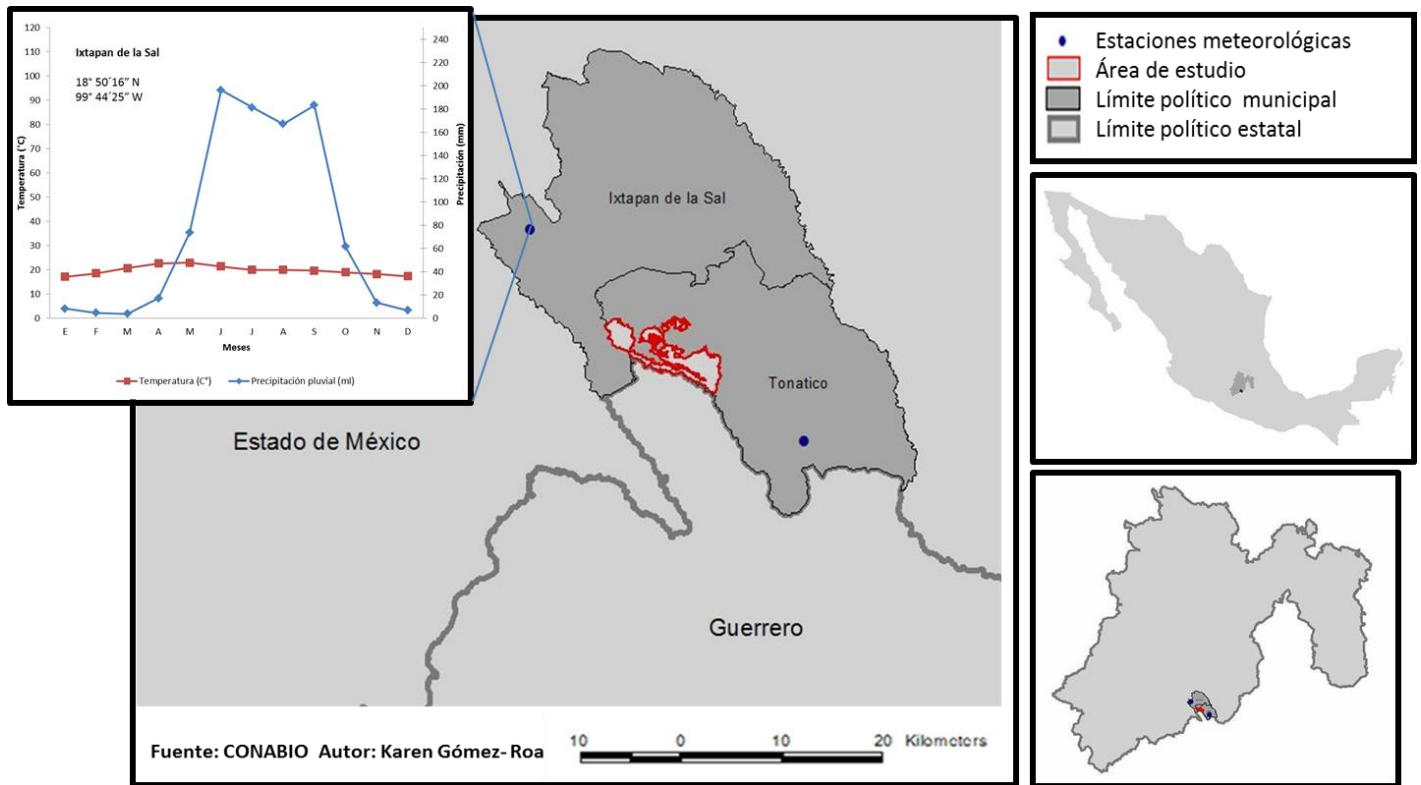 120
110
100
90
80
70
60
50
40
30
20
10
0
Temperatura (°C)
Ixtapan de la Sal
18° 50´16” N
99° 44´25” W
240
220
200
180
160
140
120
100
80
60
40
20
0
Precipitación (mm)
E F M A M J J A S O N D
Meses
Temperatura (C°) Precipitación pluvial (ml)
Ixtapan de la Sal
Tonatico
Estado de México
Guerrero
Fuente: CONABIO Autor: Karen Gómez- Roa
10 0 10 20 Kilometers
Estaciones meteorológicas
Área de estudio
Límite político municipal
Límite político estatal